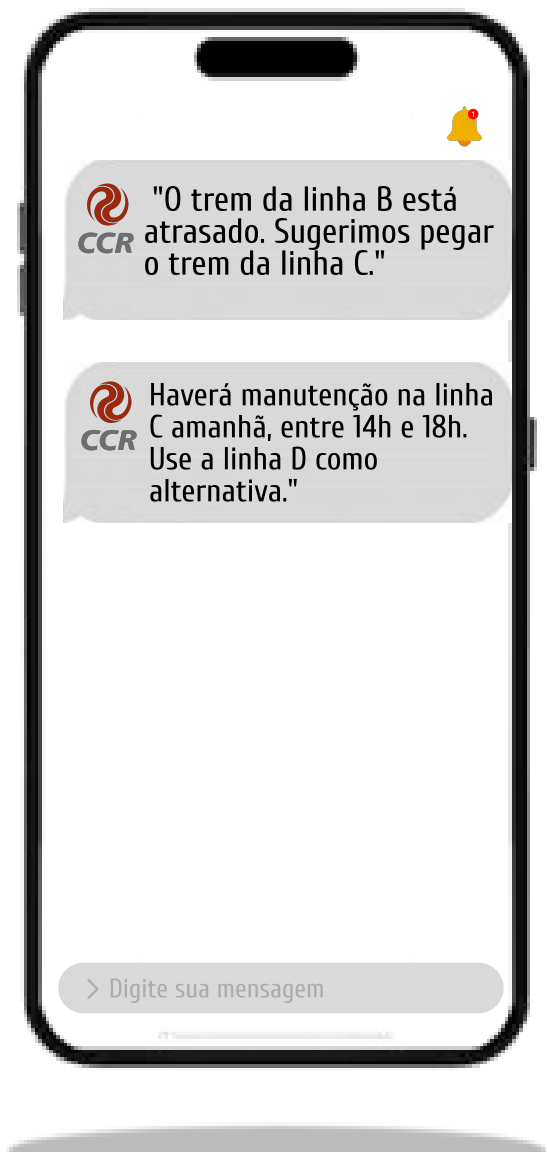 1
"O trem da linha B está
atrasado. Sugerimos pegar
o trem da linha C."
CCR
Haverá manutenção na linha
C amanhã, entre 14h e 18h.
Use a linha D como
alternativa."
CCR
> Digite sua mensagem